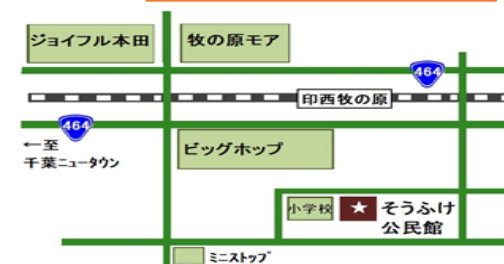 ジョイフル本田
牧の原モア
464
印西牧の原
464
←至
千葉ニュータウン
ビッグホップ
小学校
★ そうふけ
公民館
ミニストップ